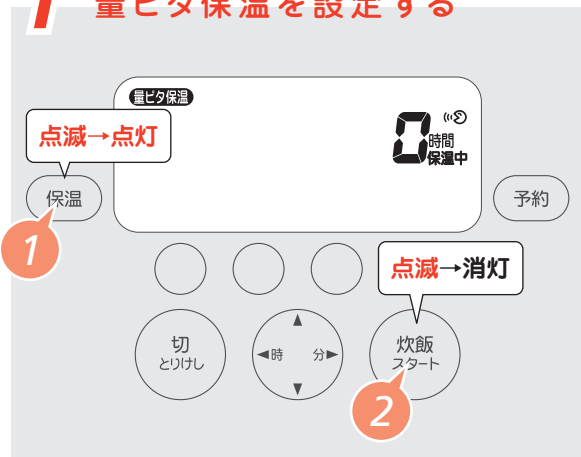 1 量ピタ保温を設定する
量ピタ保温
点滅→点灯
0時間
保温中
保温
予約
1
点滅→消灯
切
とりけし
◀時 分▶
炊飯
スタート
2